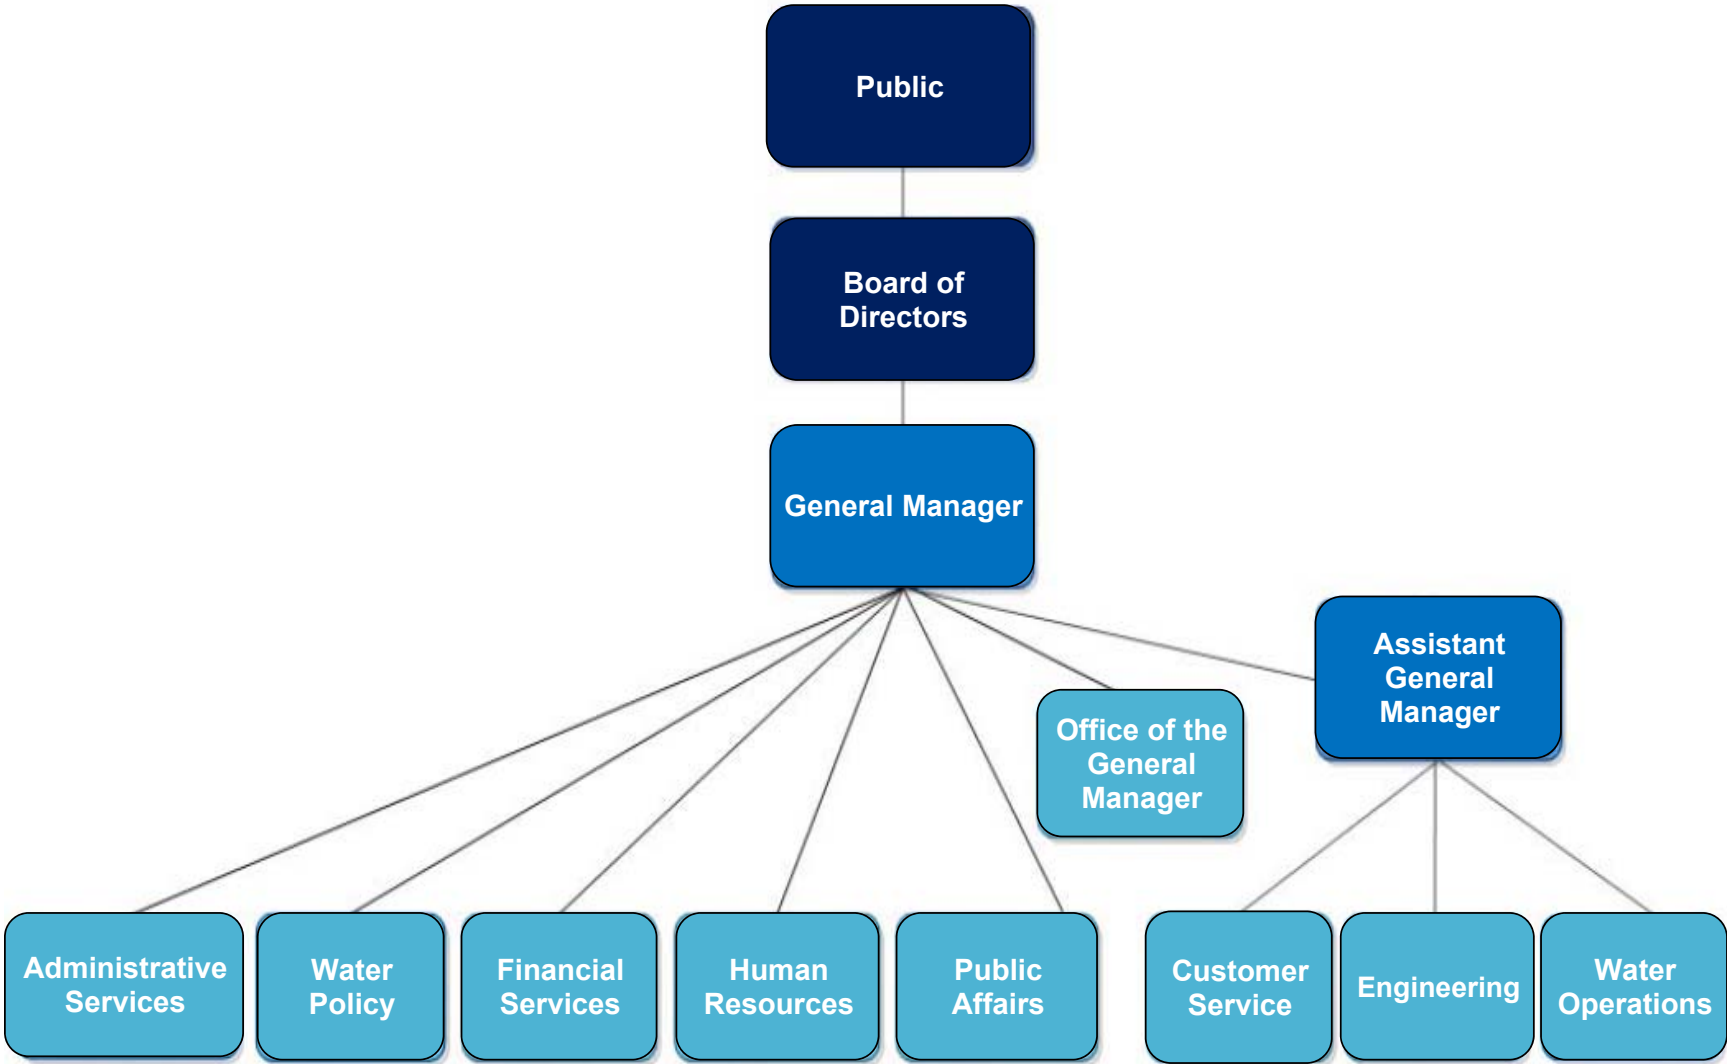 Public
Board of
Directors
General Manager
Assistant
General
Manager
Office of the
General
Manager
Administrative
Services
Water
Policy
Financial
Services
Human
Resources
Public
Affairs
Customer
Service
Engineering
Water
Operations